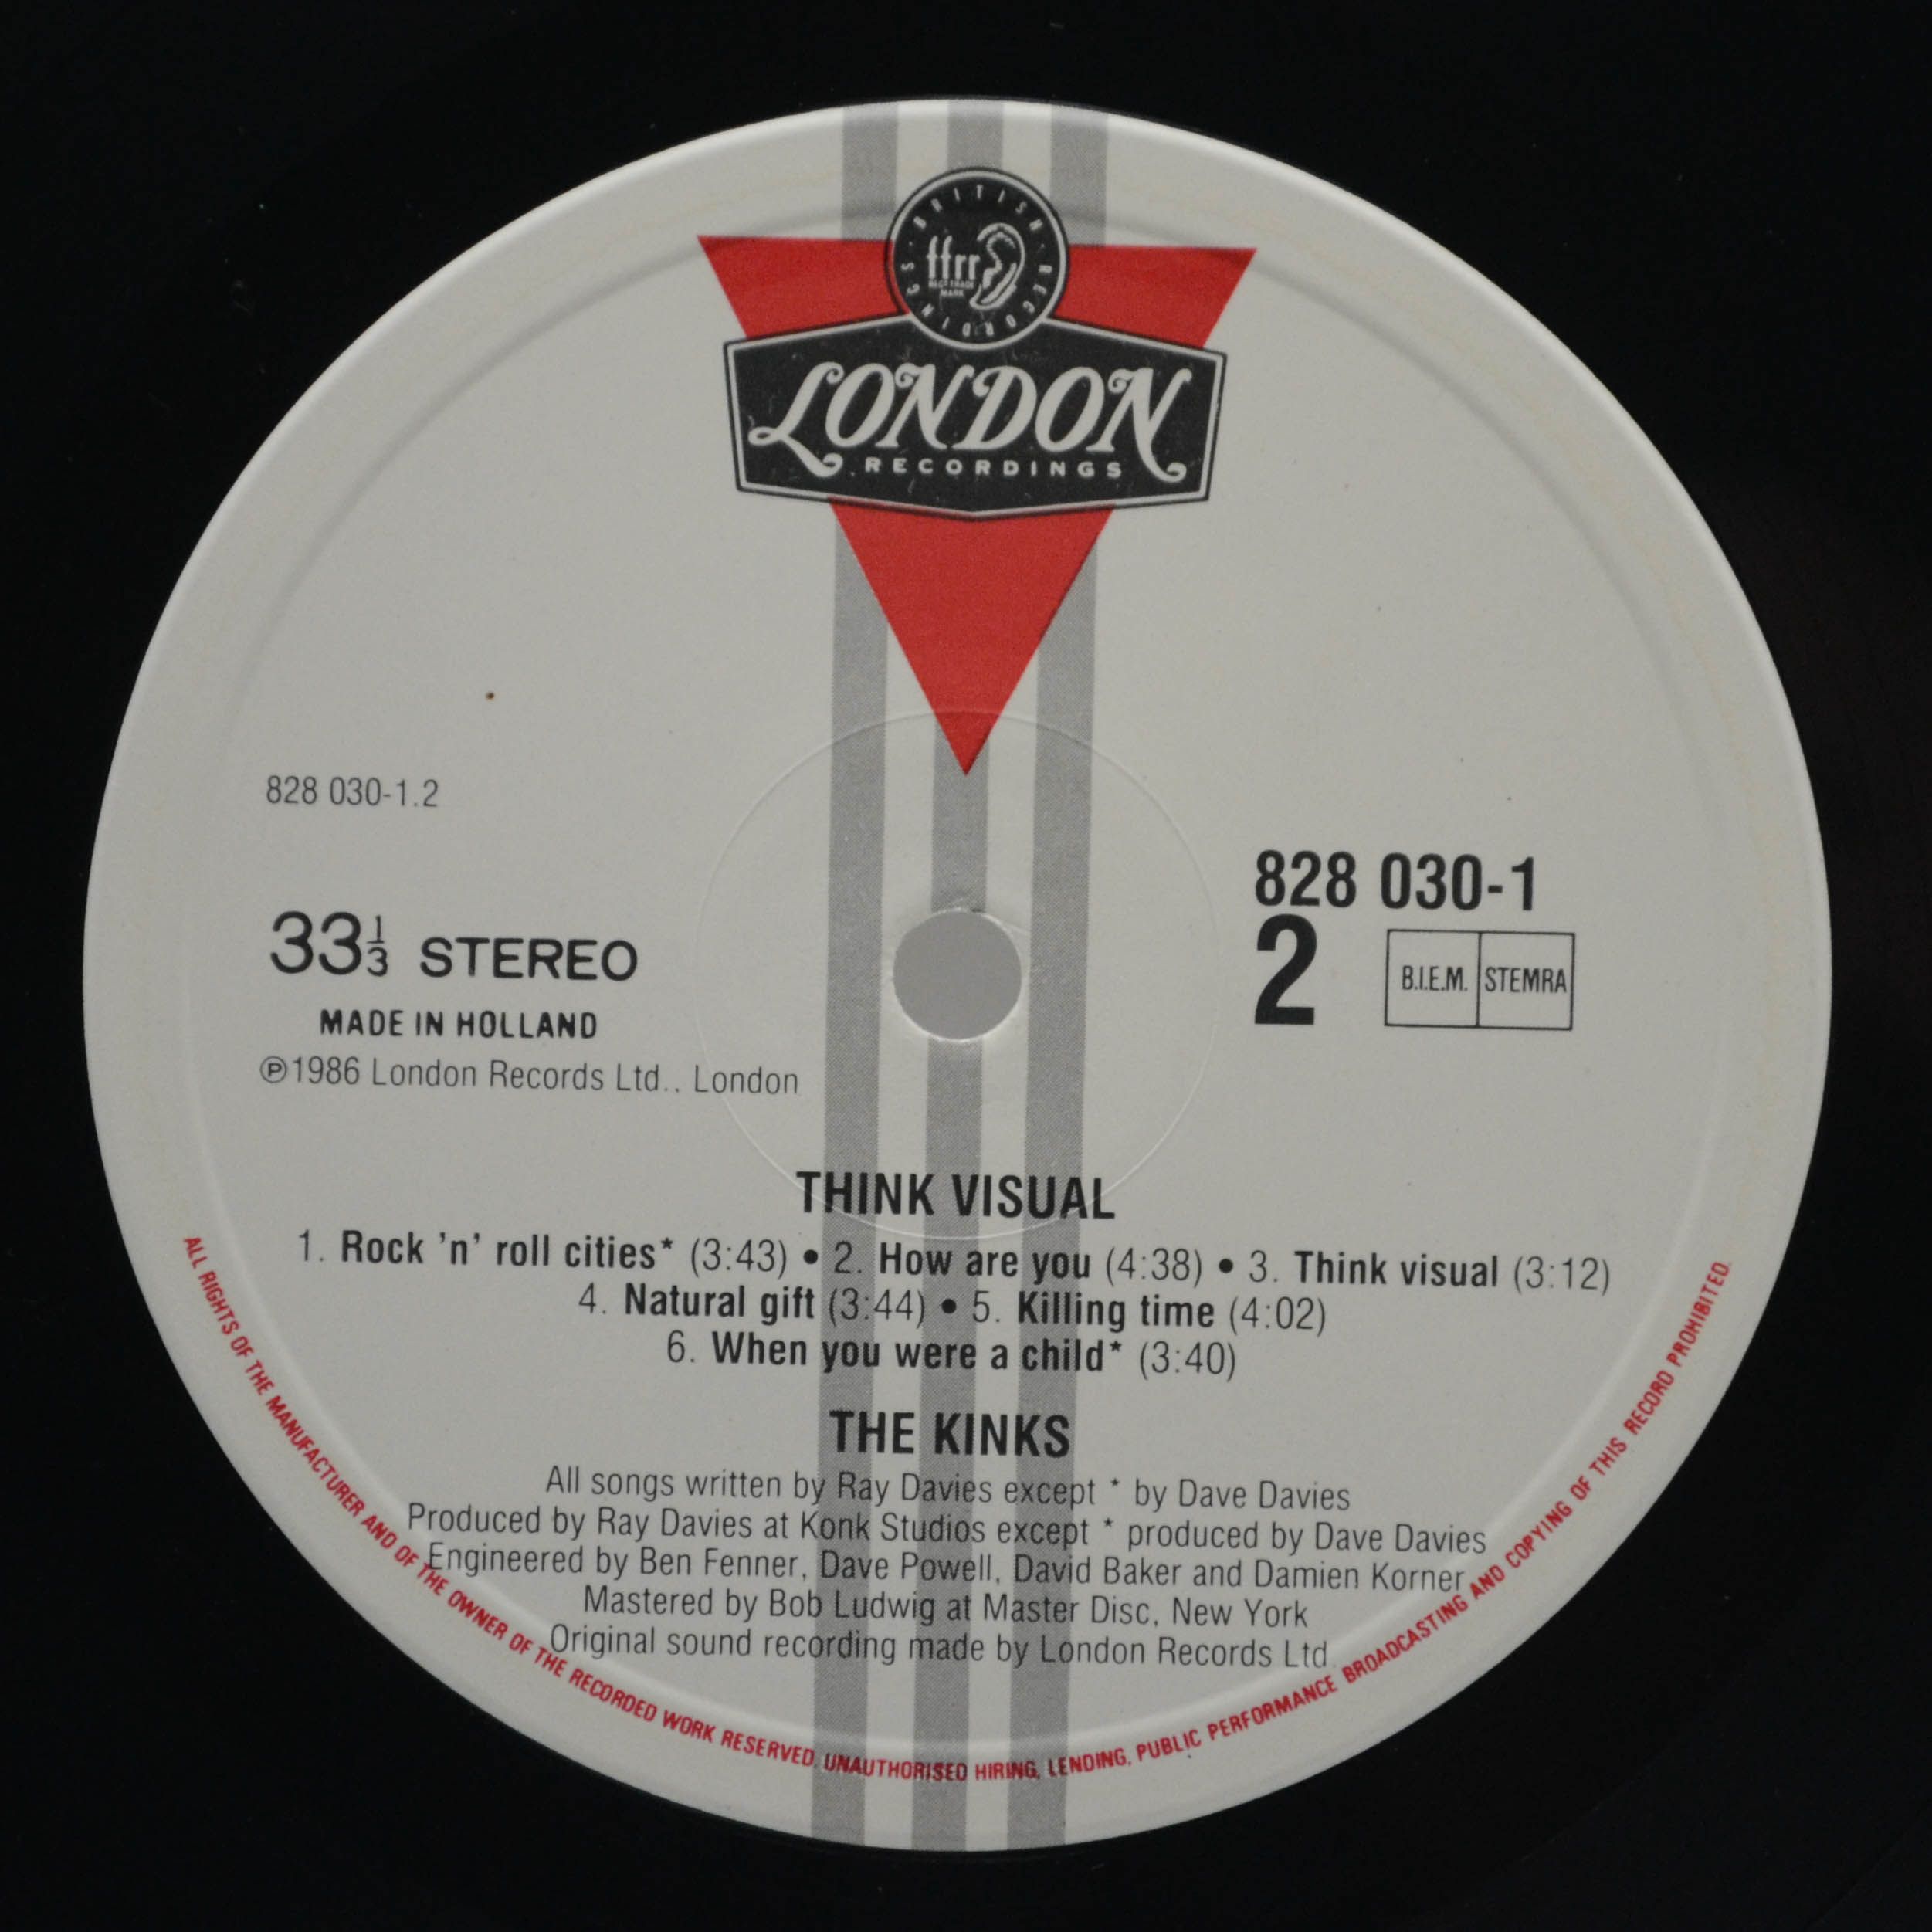 BRITISH · RECORDINGS ·
ffrr
REG'D TRADE
MARK
LONDON
RECORDINGS
828 030-1.2
828 030-1
33⅓ STEREO
2
B.I.E.M. STEMRA
MADE IN HOLLAND
℗1986 London Records Ltd., London
THINK VISUAL
1. Rock 'n' roll cities* (3:43) • 2. How are you (4:38) • 3. Think visual (3:12)
4. Natural gift (3:44) • 5. Killing time (4:02)
6. When you were a child* (3:40)
THE KINKS
All songs written by Ray Davies except * by Dave Davies
Produced by Ray Davies at Konk Studios except * produced by Dave Davies
Engineered by Ben Fenner, Dave Powell, David Baker and Damien Korner
Mastered by Bob Ludwig at Master Disc, New York
Original sound recording made by London Records Ltd.
ALL RIGHTS OF THE MANUFACTURER AND OF THE OWNER OF THE RECORDED WORK RESERVED. UNAUTHORISED HIRING, LENDING, PUBLIC PERFORMANCE BROADCASTING AND COPYING OF THIS RECORD PROHIBITED.